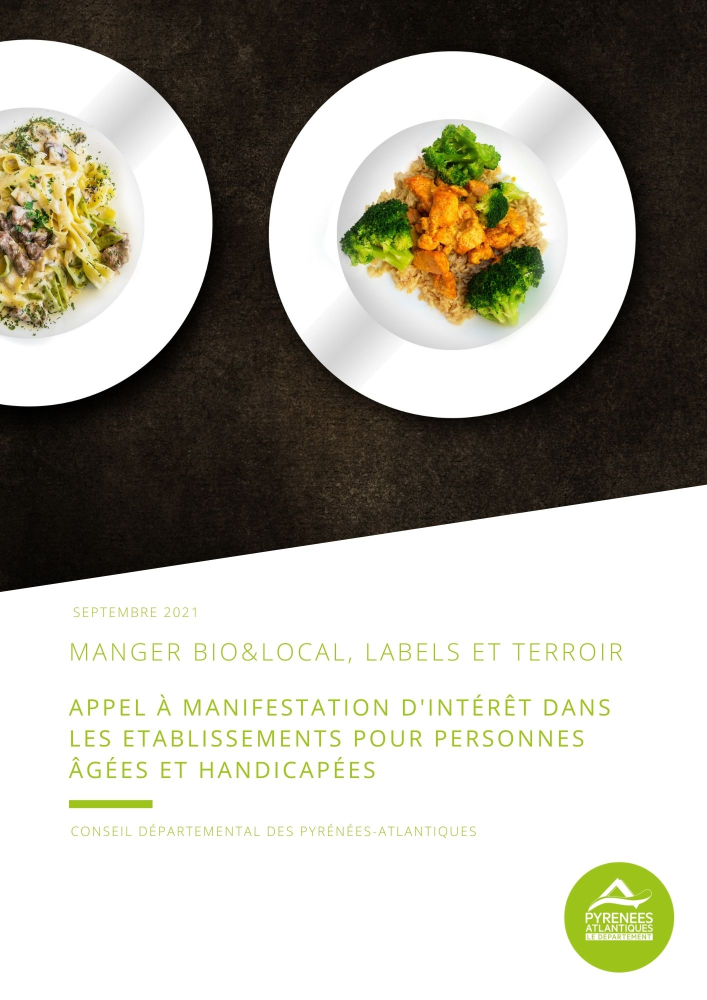 SEPTEMBRE 2021
MANGER BIO&LOCAL, LABELS ET TERROIR
APPEL À MANIFESTATION D'INTÉRÊT DANS
LES ETABLISSEMENTS POUR PERSONNES
ÂGÉES ET HANDICAPÉES
CONSEIL DÉPARTEMENTAL DES PYRÉNÉES-ATLANTIQUES
PYRENEES
ATLANTIQUES
LE DEPARTEMENT